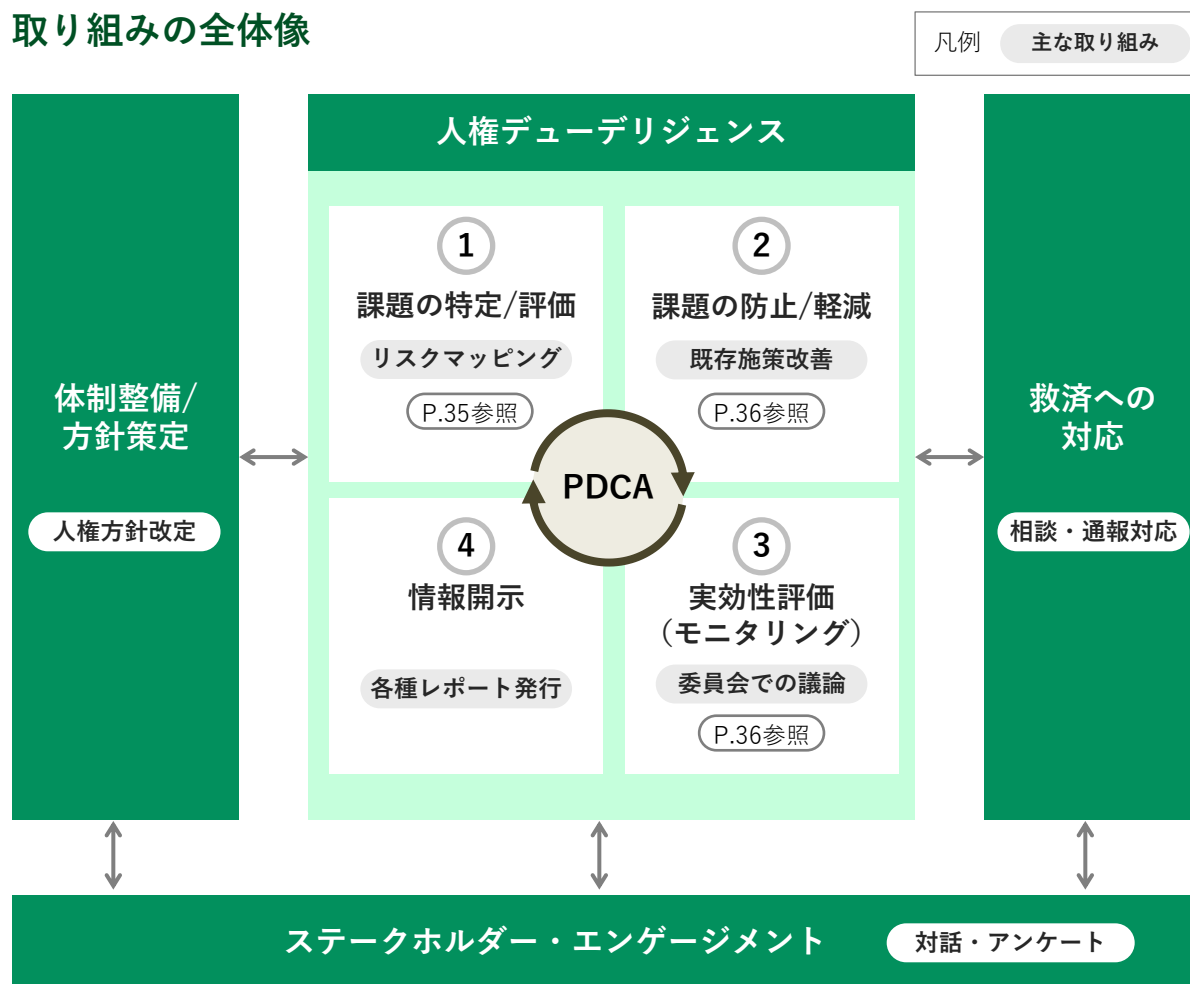 取り組みの全体像
凡例
主な取り組み
体制整備/
方針策定
人権方針改定
人権デューデリジェンス
1
課題の特定/評価
リスクマッピング
P.35参照
2
課題の防止/軽減
既存施策改善
P.36参照
PDCA
4
情報開示
各種レポート発行
3
実効性評価
（モニタリング）
委員会での議論
P.36参照
救済への
対応
相談・通報対応
ステークホルダー・エンゲージメント
対話・アンケート